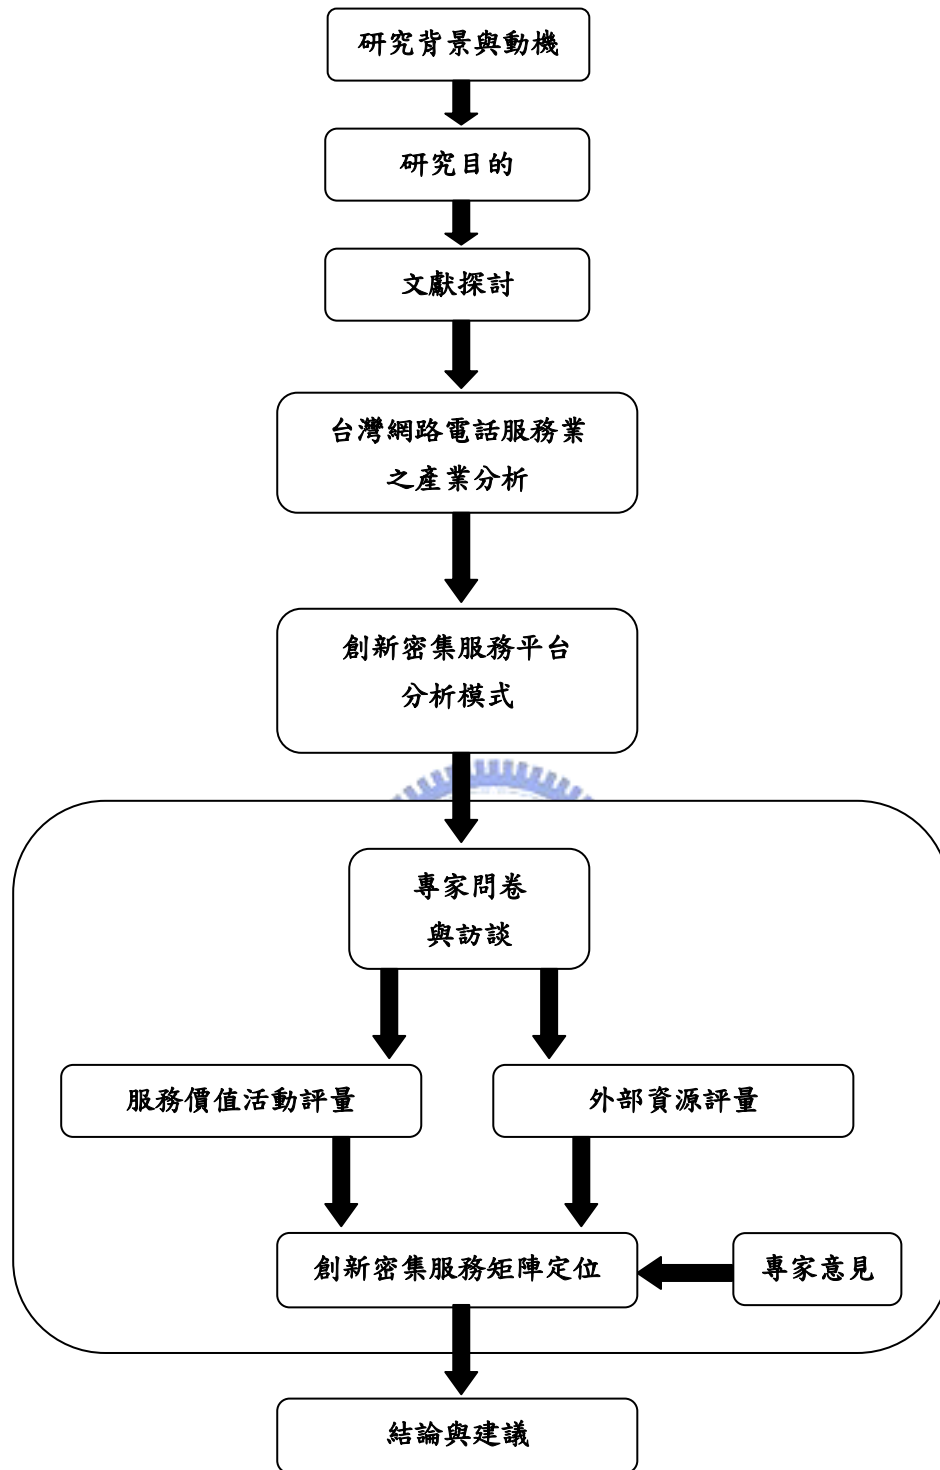 研究背景與動機
研究目的
文獻探討
台灣網路電話服務業
之產業分析
創新密集服務平台
分析模式
專家問卷
與訪談
服務價值活動評量
外部資源評量
創新密集服務矩陣定位
專家意見
結論與建議